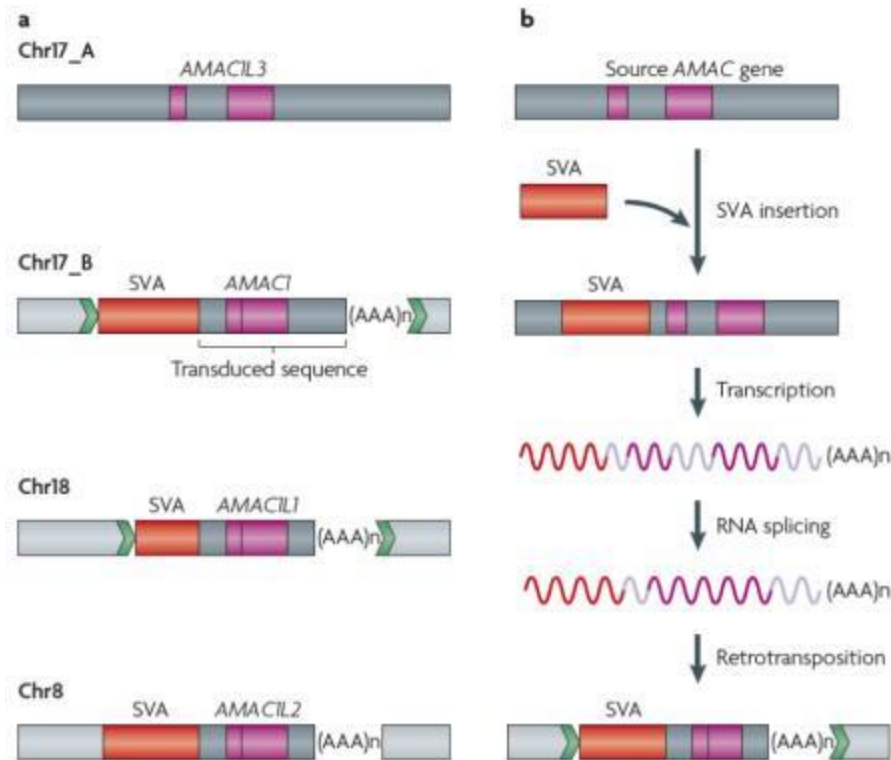 a
Chr17_A
AMAC1L3
Chr17_B
SVA
AMAC1
(AAA)n
Transduced sequence
Chr18
SVA
AMAC1L1
(AAA)n
Chr8
SVA
AMAC1L2
(AAA)n
b
Source AMAC gene
SVA
SVA insertion
SVA
Transcription
(AAA)n
RNA splicing
(AAA)n
Retrotransposition
SVA
(AAA)n